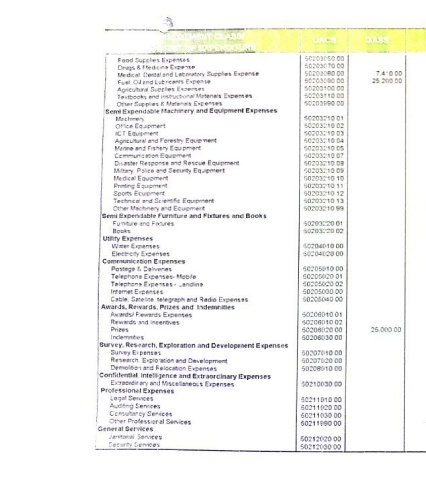 Food Supplies Expenses 50203050 00
Drugs & Medicine Expense 50203070 00
Medical, Dental and Laboratory Supplies Expense 50203080 00 7,410.00
Fuel, Oil and Lubricants Expense 50203090 00 25,200.00
Agricultural Supplies Expenses 50203100 00
Textbooks and Instructional Materials Expenses 50203110 00
Other Supplies & Materials Expenses 50203990 00
Semi Expendable Machinery and Equipment Expenses
Machinery 50203210 01
Office Equipment 50203210 02
ICT Equipment 50203210 03
Agricultural and Forestry Equipment 50203210 04
Marine and Fishery Equipment 50203210 05
Communication Equipment 50203210 07
Disaster Response and Rescue Equipment 50203210 08
Military, Police and Security Equipment 50203210 09
Medical Equipment 50203210 10
Printing Equipment 50203210 11
Sports Equipment 50203210 12
Technical and Scientific Equipment 50203210 13
Other Machinery and Equipment 50203210 99
Semi Expendable Furniture and Fixtures and Books
Furniture and Fixtures 50203220 01
Books 50203220 02
Utility Expenses
Water Expenses 50204010 00
Electricity Expenses 50204020 00
Communication Expenses
Postage & Deliveries 50205010 00
Telephone Expenses- Mobile 50205020 01
Telephone Expenses - Landline 50205020 02
Internet Expenses 50205030 00
Cable, Satellite, telegraph and Radio Expenses 50205040 00
Awards, Rewards, Prizes and Indemnities
Awards/ Rewards Expenses 50206010 01
Rewards and Incentives 50206010 02
Prizes 50206020 00 25,000.00
Indemnities 50206030 00
Survey, Research, Exploration and Development Expenses
Survey Expenses 50207010 00
Research, Exploration and Development 50207020 00
Demolition and Relocation Expenses 50208010 00
Confidential, Intelligence and Extraordinary Expenses
Extraordinary and Miscellaneous Expenses 50210030 00
Professional Expenses
Legal Services 50211010 00
Auditing Services 50211020 00
Consultancy Services 50211030 00
Other Professional Services 50211990 00
General Services
Janitorial Services 50212020 00
Security Services 50212030 00